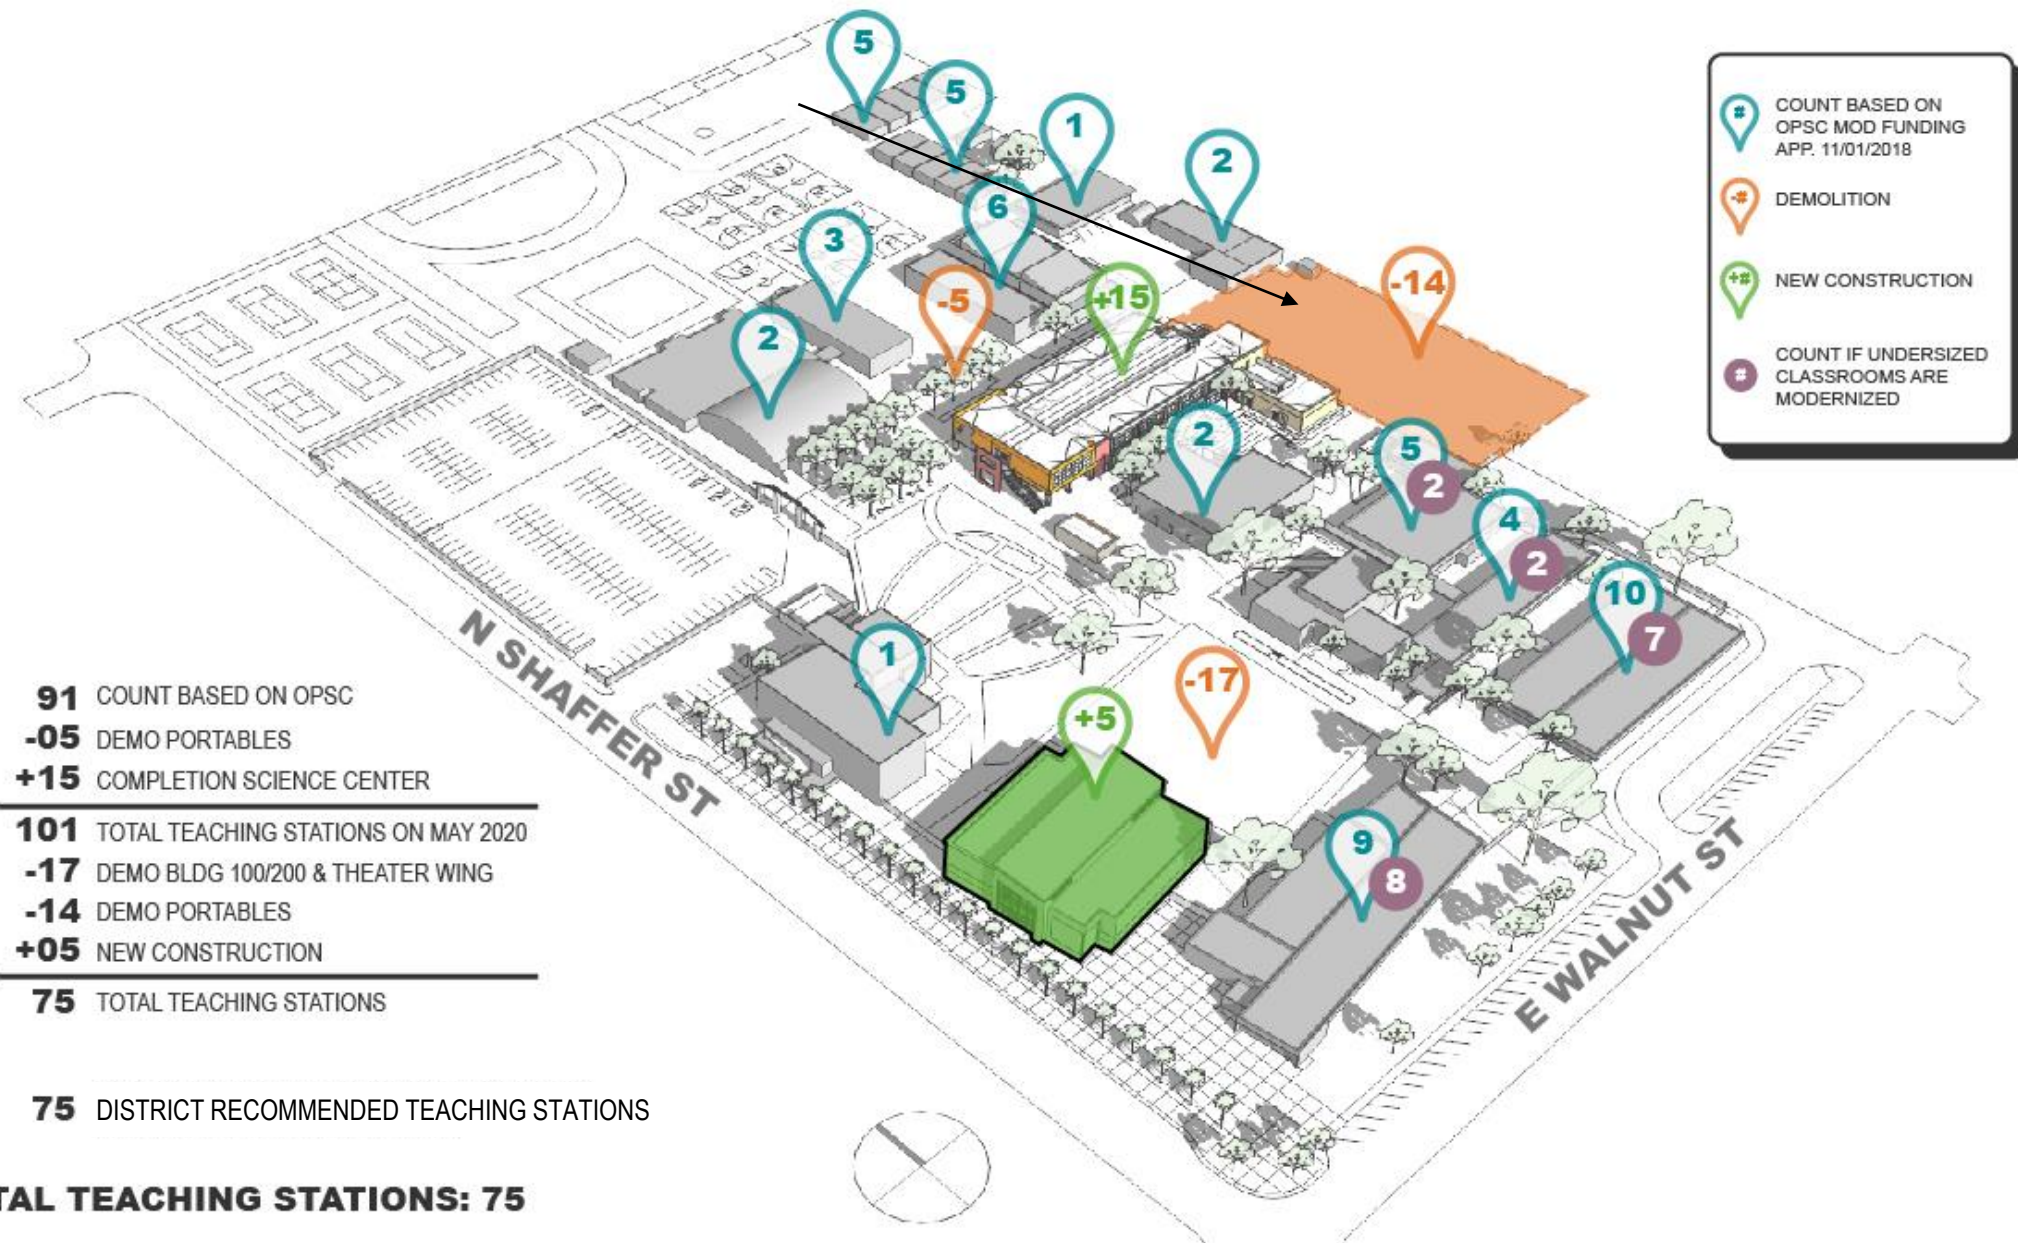 5
5
1
2
6
3
-5
+15
-14
2
2
5
2
4
2
10
7
1
-17
+5
9
8
#
COUNT BASED ON
OPSC MOD FUNDING
APP. 11/01/2018
-#
DEMOLITION
+#
NEW CONSTRUCTION
#
COUNT IF UNDERSIZED
CLASSROOMS ARE
MODERNIZED
N SHAFFER ST
E WALNUT ST
91 COUNT BASED ON OPSC
-05 DEMO PORTABLES
+15 COMPLETION SCIENCE CENTER
101 TOTAL TEACHING STATIONS ON MAY 2020
-17 DEMO BLDG 100/200 & THEATER WING
-14 DEMO PORTABLES
+05 NEW CONSTRUCTION
75 TOTAL TEACHING STATIONS
75 DISTRICT RECOMMENDED TEACHING STATIONS
TAL TEACHING STATIONS: 75